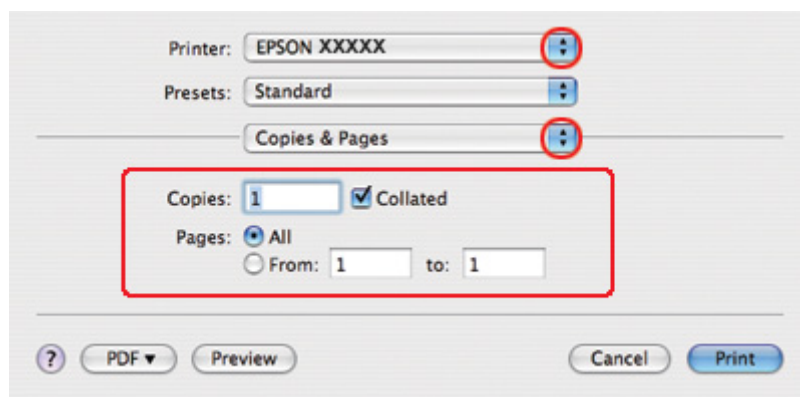 Printer: EPSON XXXXX
Presets: Standard
Copies & Pages
Copies: 1 Collated
Pages: All
From: 1 to: 1
? PDF Preview Cancel Print